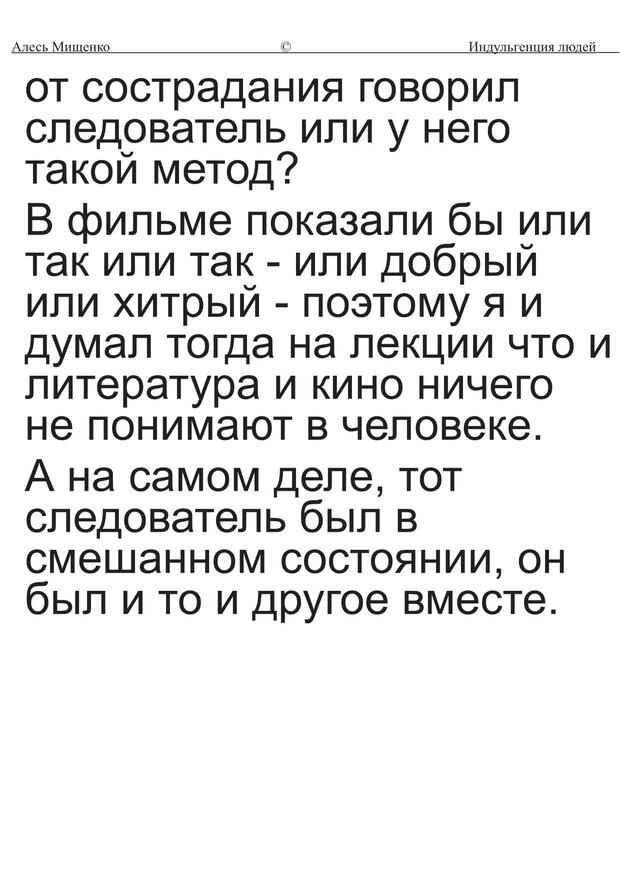 Алесь Мищенко © Индульгенция людей
от сострадания говорил
следователь или у него
такой метод?
В фильме показали бы или
так или так - или добрый
или хитрый - поэтому я и
думал тогда на лекции что и
литература и кино ничего
не понимают в человеке.
А на самом деле, тот
следователь был в
смешанном состоянии, он
был и то и другое вместе.